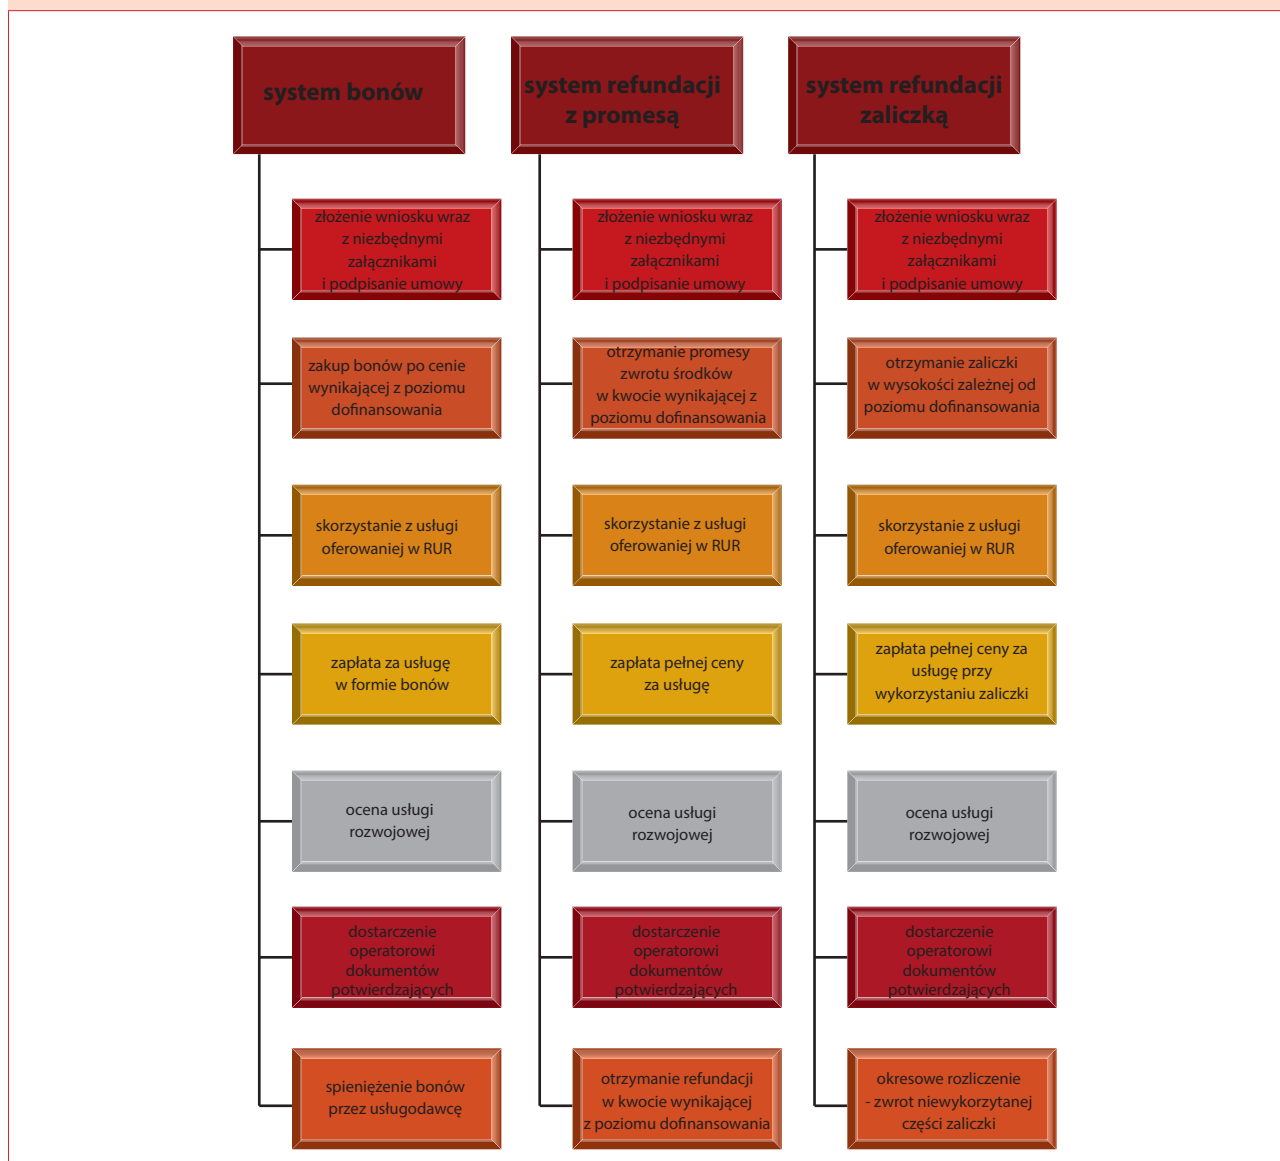 system bonów
złożenie wniosku wraz
z niezbędnymi
załącznikami
i podpisanie umowy
zakup bonów po cenie
wynikającej z poziomu
dofinansowania
skorzystanie z usługi
oferowaniej w RUR
zapłata za usługę
w formie bonów
ocena usługi
rozwojowej
dostarczenie
operatorowi
dokumentów
potwierdzających
spieniężenie bonów
przez usługodawcę
system refundacji
z promesą
złożenie wniosku wraz
z niezbędnymi
załącznikami
i podpisanie umowy
otrzymanie promesy
zwrotu środków
w kwocie wynikającej z
poziomu dofinansowania
skorzystanie z usługi
oferowaniej w RUR
zapłata pełnej ceny
za usługę
ocena usługi
rozwojowej
dostarczenie
operatorowi
dokumentów
potwierdzających
otrzymanie refundacji
w kwocie wynikającej
z poziomu dofinansowania
system refundacji
zaliczką
złożenie wniosku wraz
z niezbędnymi
załącznikami
i podpisanie umowy
otrzymanie zaliczki
w wysokości zależnej od
poziomu dofinansowania
skorzystanie z usługi
oferowaniej w RUR
zapłata pełnej ceny za
usługę przy
wykorzystaniu zaliczki
ocena usługi
rozwojowej
dostarczenie
operatorowi
dokumentów
potwierdzających
okresowe rozliczenie
- zwrot niewykorzytanej
części zaliczki